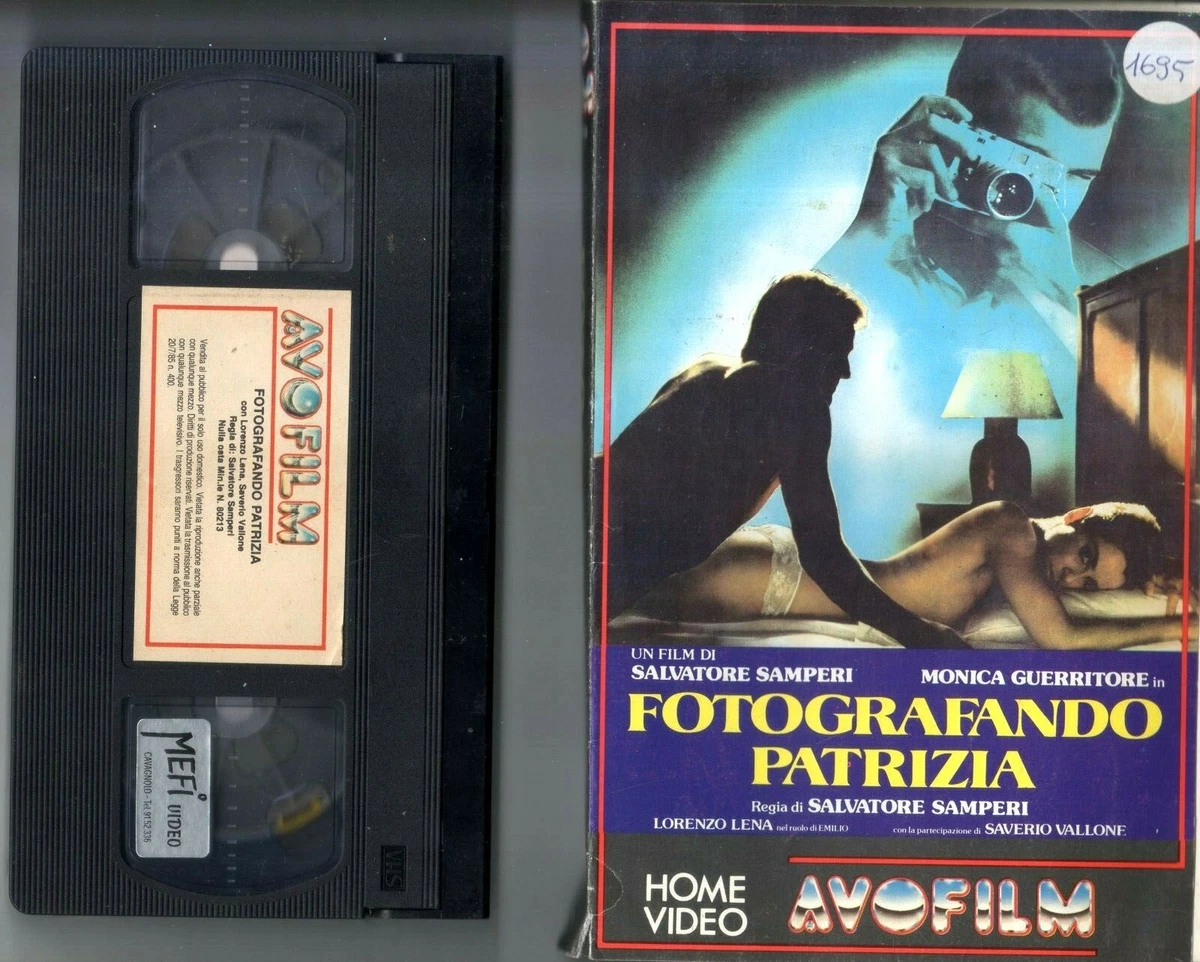 AVOFILM
FOTOGRAFANDO PATRIZIA
con Lorenzo Lena, Saverio Vallone
Regia di: Salvatore Samperi
Nulla osta Min.le N. 80213
Vendita al pubblico per il solo uso domestico. Vietata la riproduzione anche parziale
con qualunque mezzo. Diritti di produzione riservati. Vietata la trasmissione al pubblico
con qualunque mezzo televisivo. I trasgressori saranno puniti a norma della Legge
20/7/85 n. 400.
MEFi VIDEO
CAVAGNOLO - Tel. 91.52.336
VHS
1695
UN FILM DI
SALVATORE SAMPERI
MONICA GUERRITORE in
FOTOGRAFANDO
PATRIZIA
Regia di SALVATORE SAMPERI
LORENZO LENA nel ruolo di EMILIO
con la partecipazione di SAVERIO VALLONE
HOME
VIDEO
AVOFILM